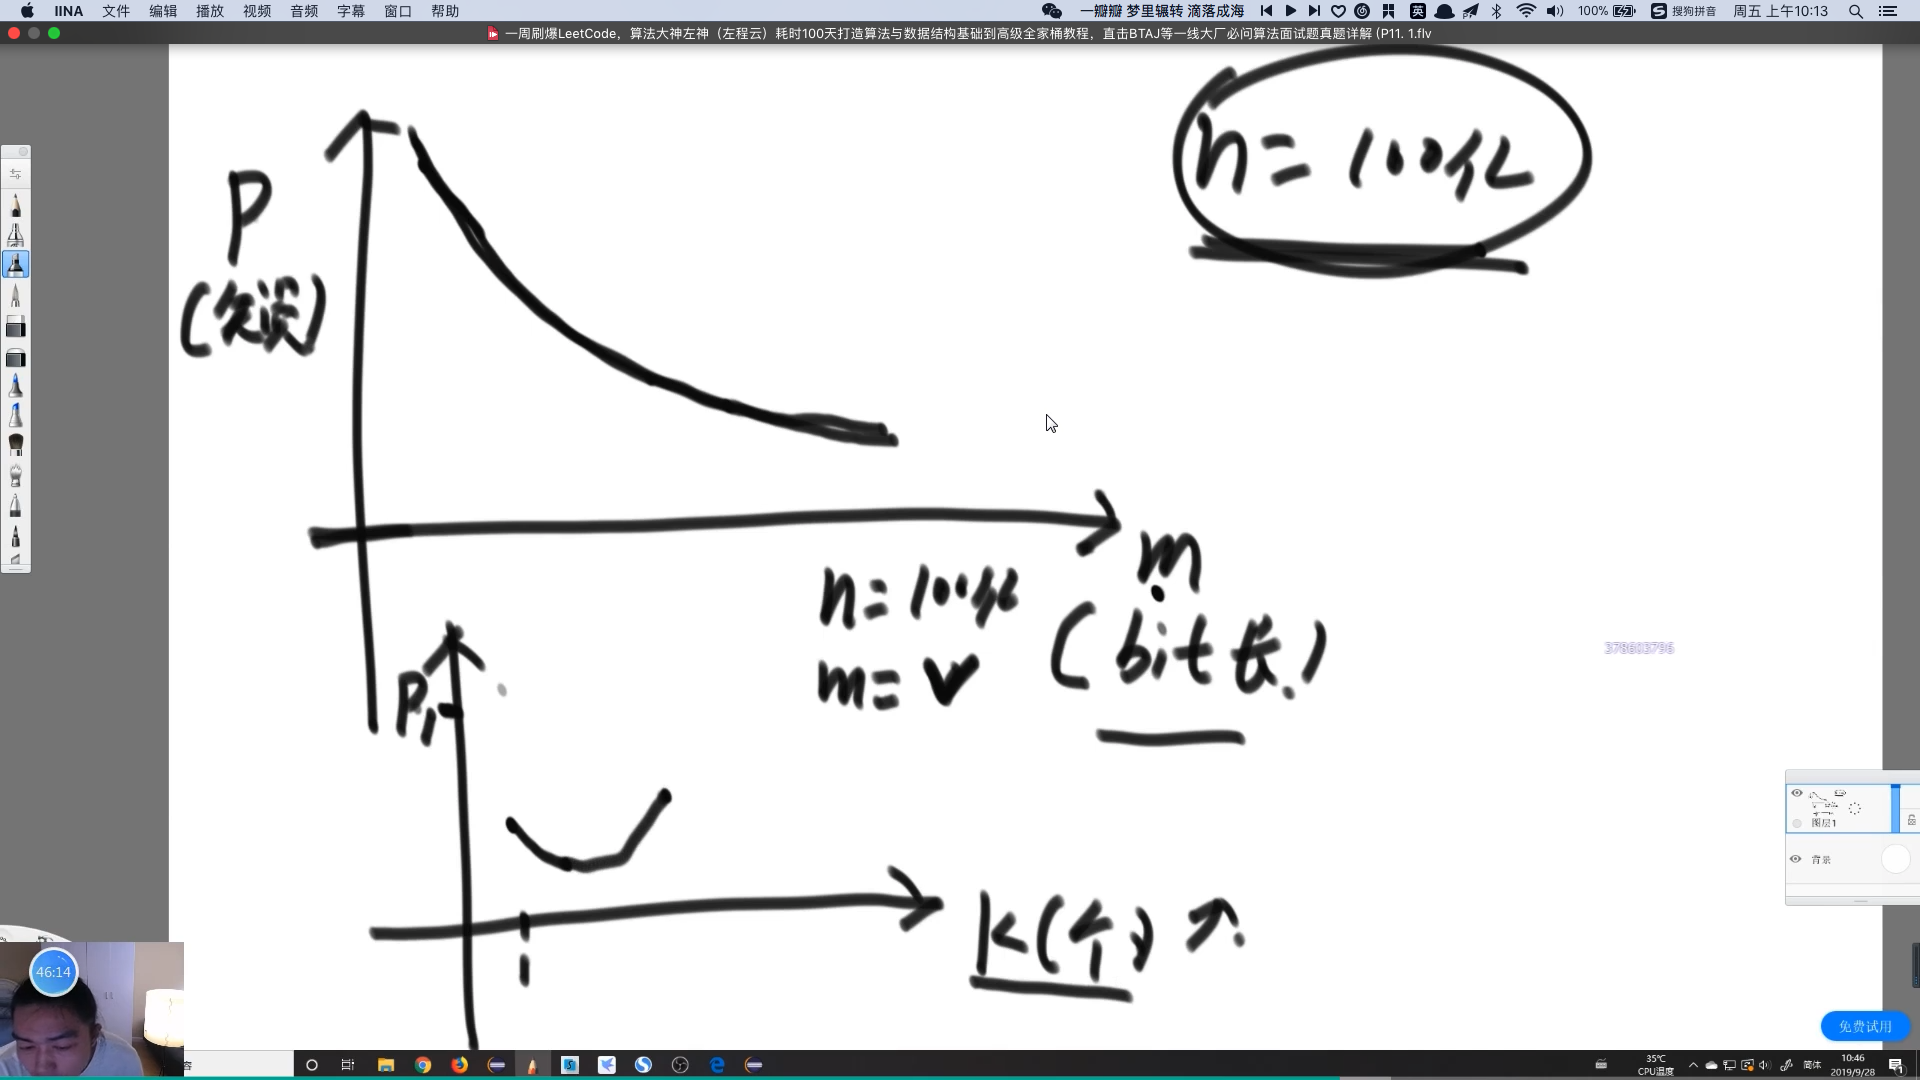 IINA 文件 编辑 播放 视频 音频 字幕 窗口 帮助 一瓣瓣 梦里辗转 滴落成海 英 100% S 搜狗拼音 周五 上午10:13
一周刷爆LeetCode，算法大神左神（左程云）耗时100天打造算法与数据结构基础到高级全家桶教程，直击BTAJ等一线大厂必问算法面试题真题详解 (P11. 1.flv
n= 100亿
P
(失误)
m
n= 100亿
(bit长)
m= ✓
378603796
P1
图层1
背景
K(个)
1
46:14
免费试用
容
35℃
CPU温度
简体
10:46
2019/9/28